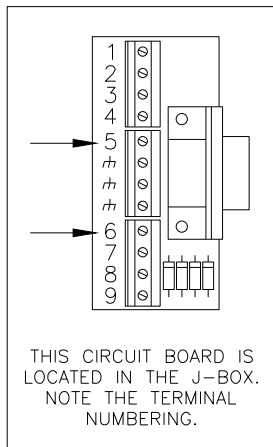 1
2
3
4
5
6
7
8
9
THIS CIRCUIT BOARD IS
LOCATED IN THE J-BOX.
NOTE THE TERMINAL
NUMBERING.